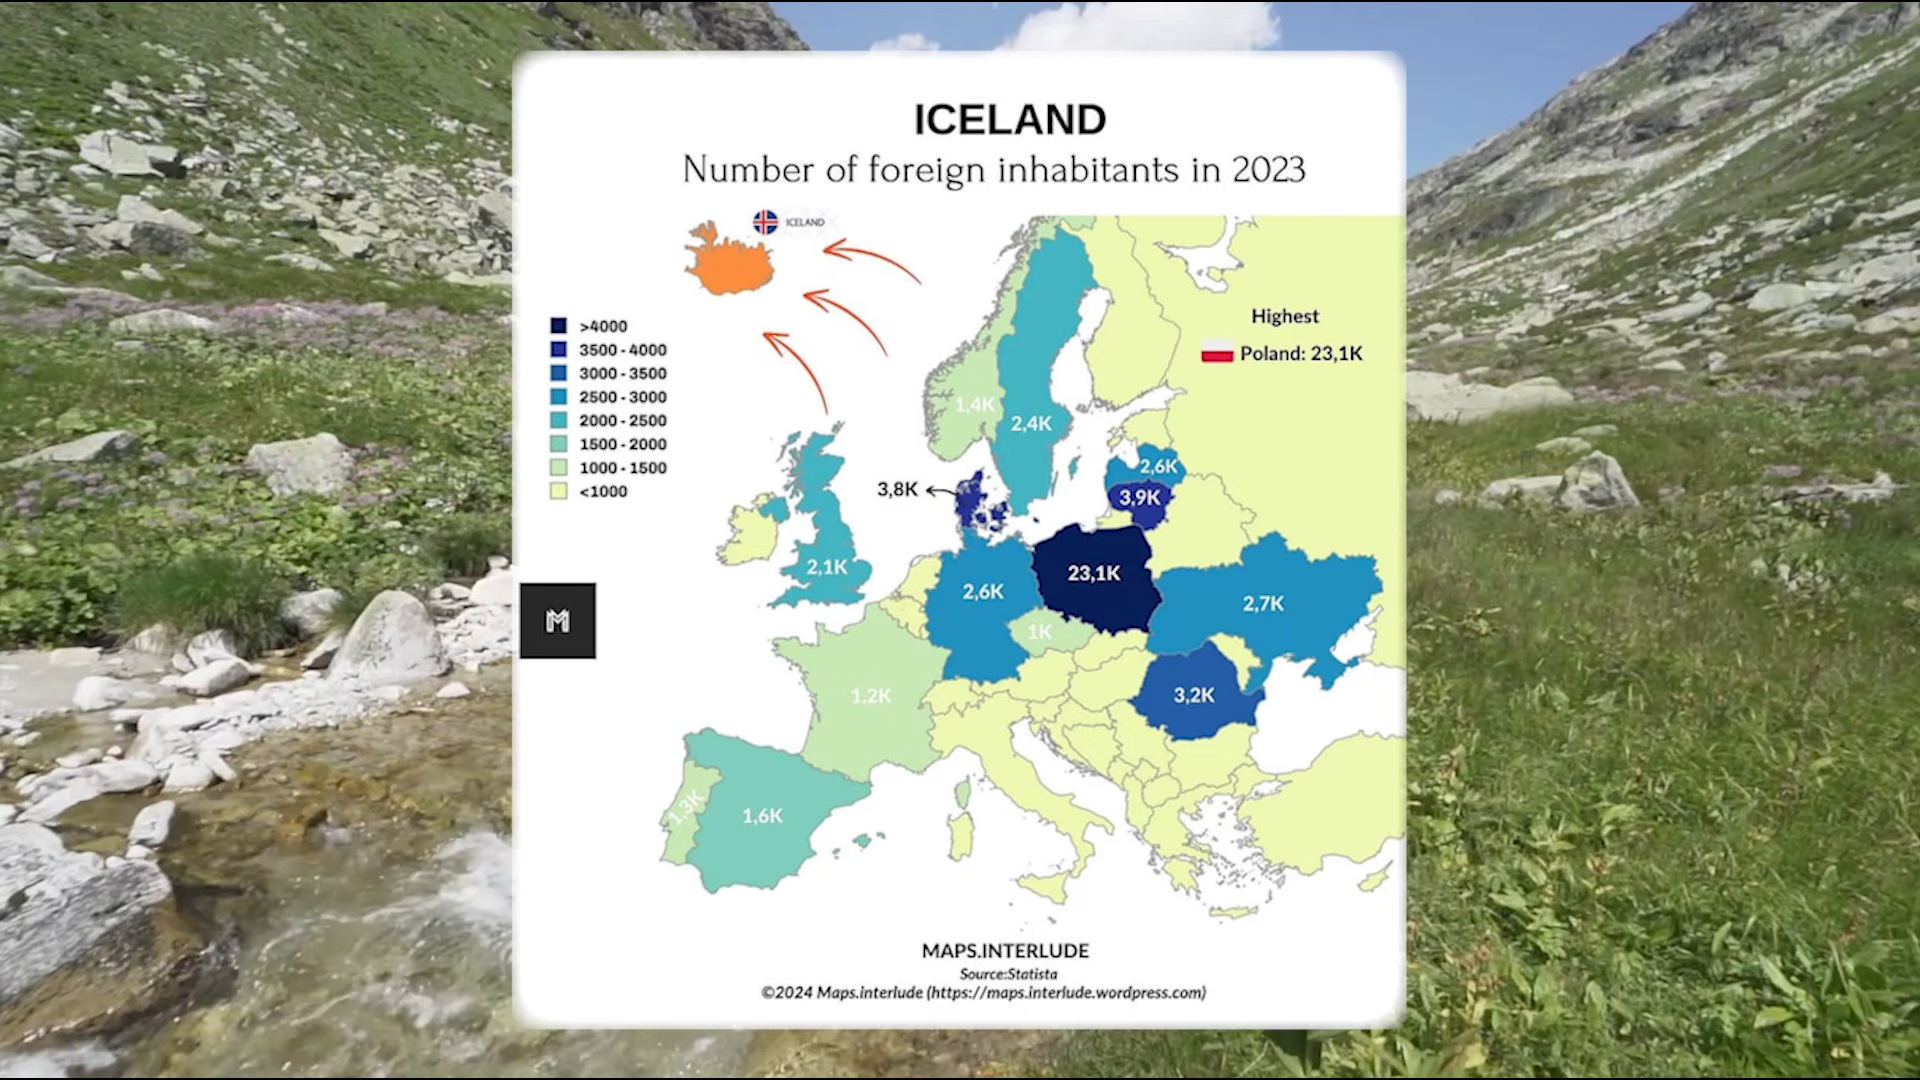 ICELAND
Number of foreign inhabitants in 2023
ICELAND
>4000
3500 - 4000
3000 - 3500
2500 - 3000
2000 - 2500
1500 - 2000
1000 - 1500
<1000
Highest
Poland: 23,1K
1,4K
2,4K
2,6K
3,8K
3,9K
2,1K
2,6K
23,1K
2,7K
1K
1,2K
3,2K
1,3K
1,6K
M
MAPS.INTERLUDE
Source:Statista
©2024 Maps.interlude (https://maps.interlude.wordpress.com)